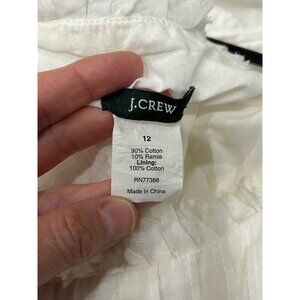 J.CREW
12
90% Cotton
10% Ramie
Lining:
100% Cotton
RN77388
Made in China